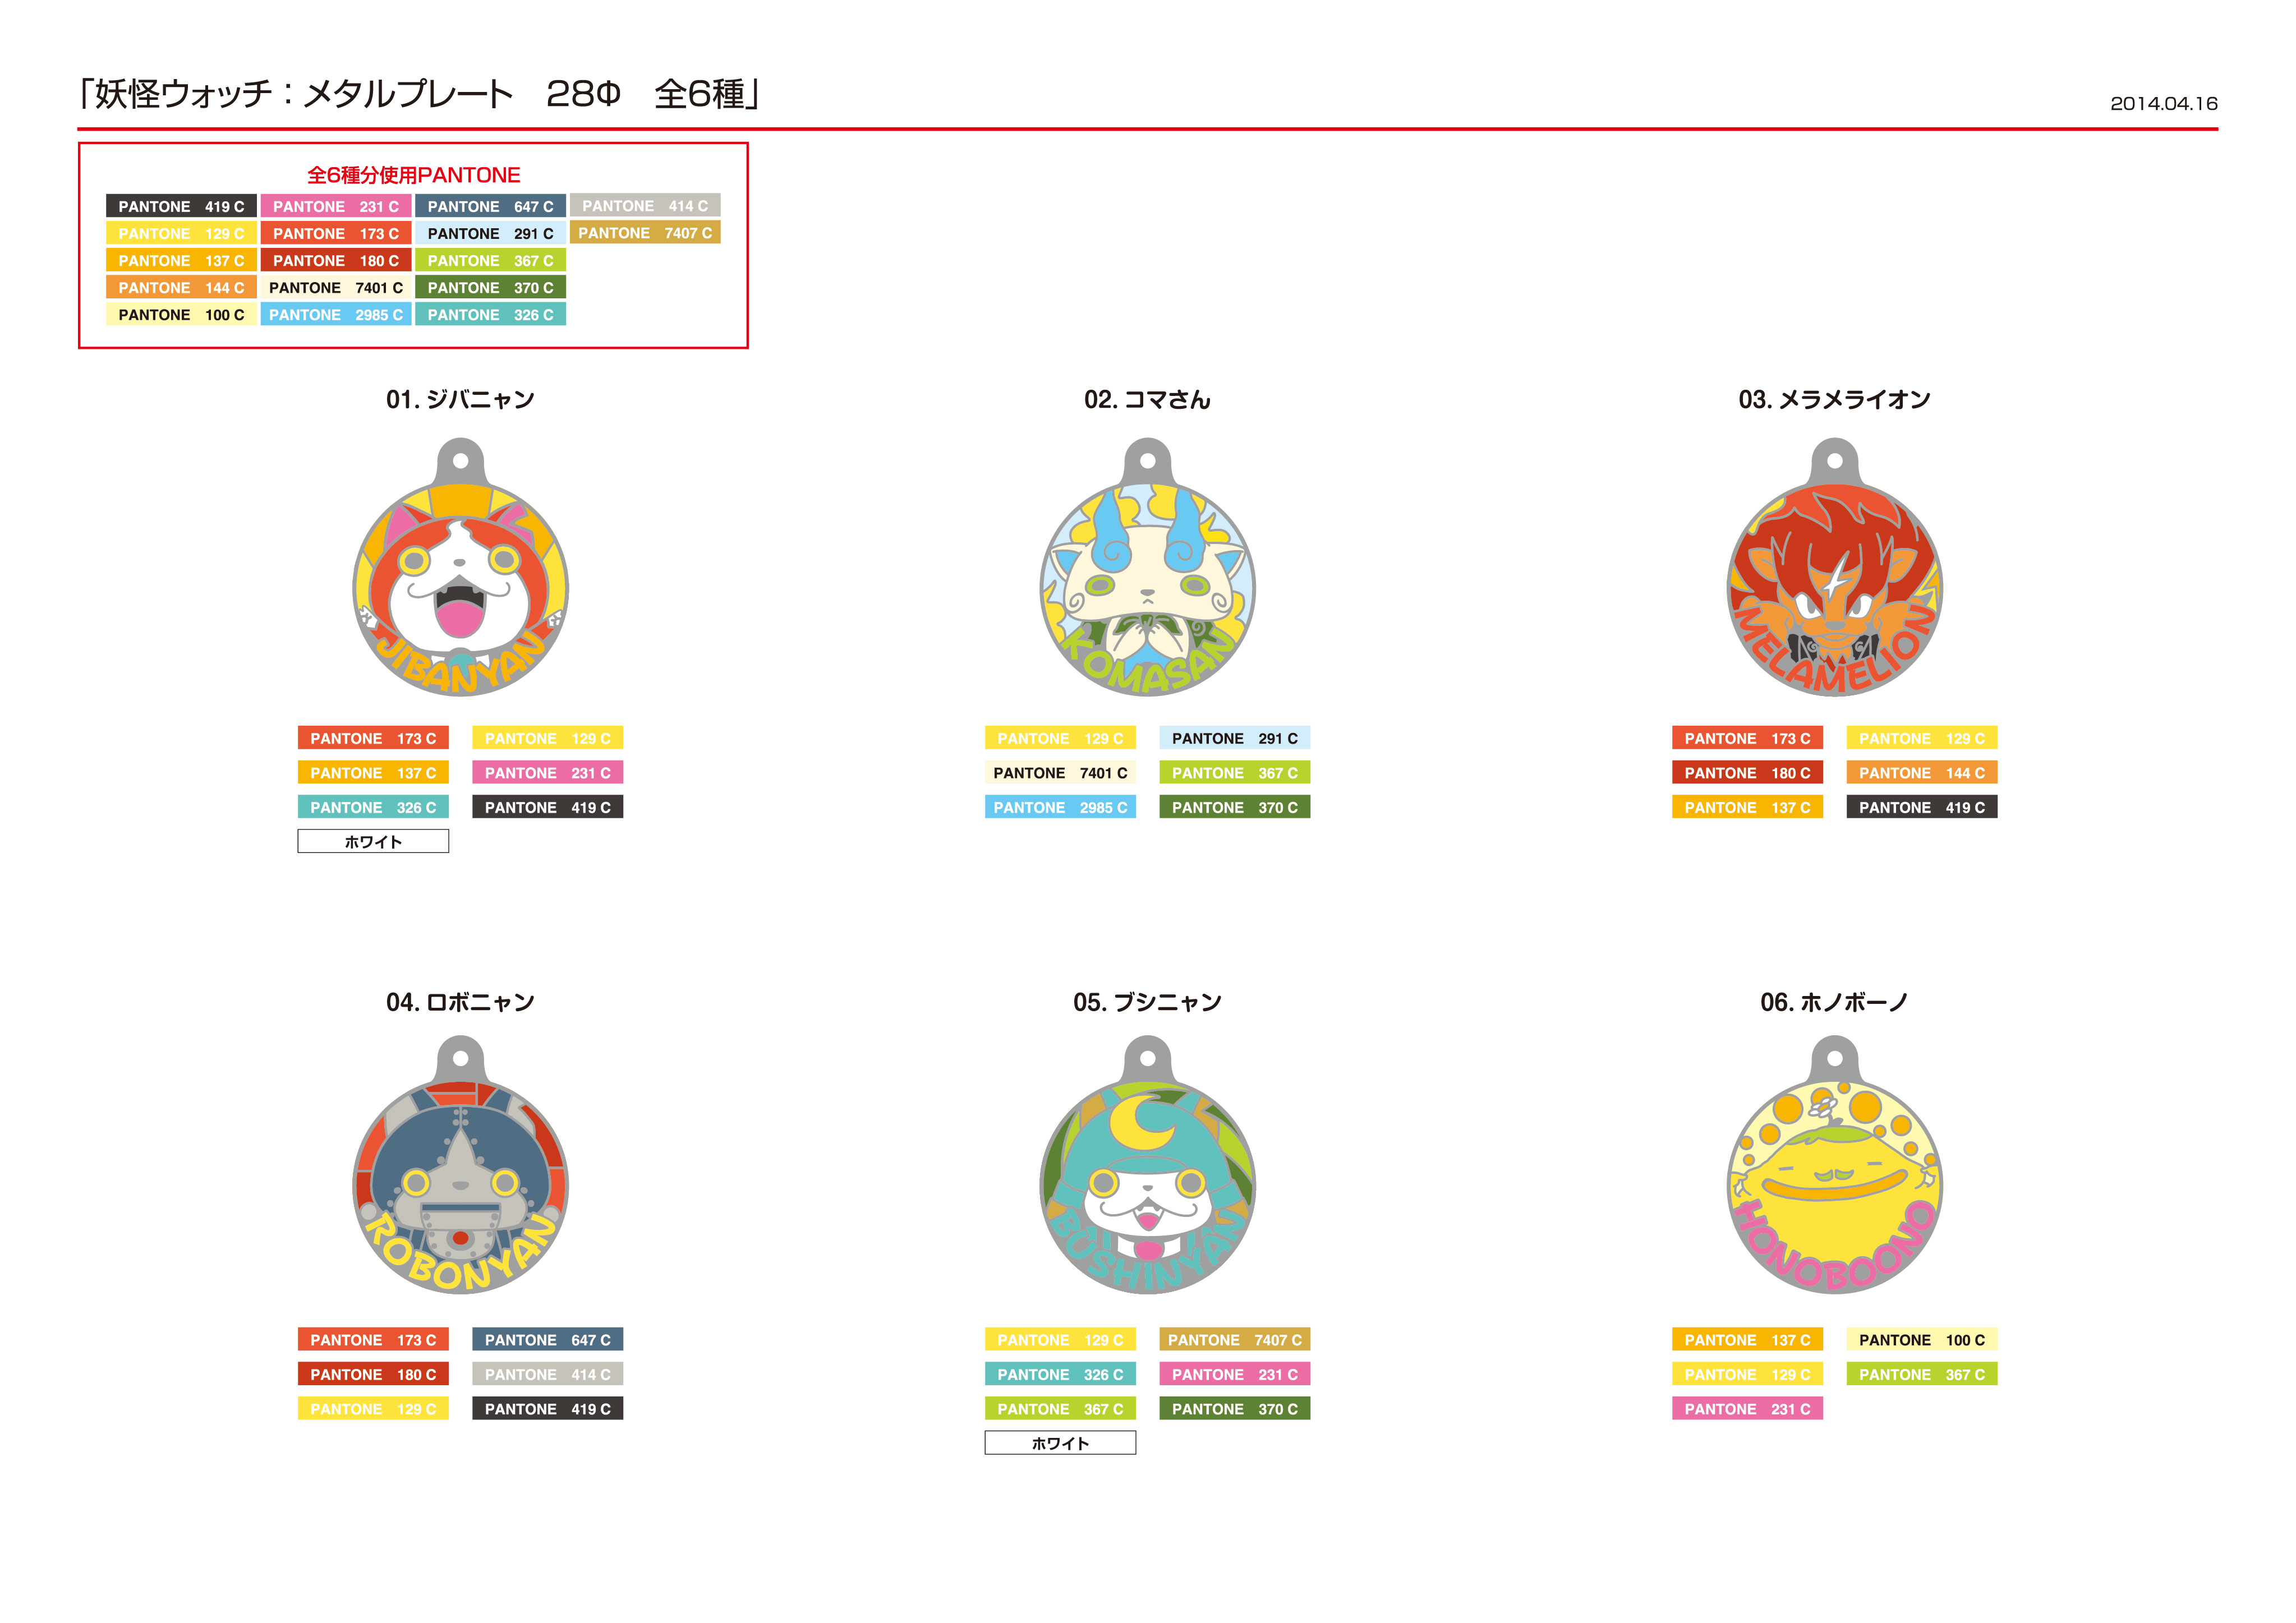 「妖怪ウォッチ：メタルプレート　28Φ　全6種」
2014.04.16
全6種分使用PANTONE
PANTONE 419 C PANTONE 231 C PANTONE 647 C PANTONE 414 C
PANTONE 129 C PANTONE 173 C PANTONE 291 C PANTONE 7407 C
PANTONE 137 C PANTONE 180 C PANTONE 367 C
PANTONE 144 C PANTONE 7401 C PANTONE 370 C
PANTONE 100 C PANTONE 2985 C PANTONE 326 C
01. ジバニャン
JIBANYAN
PANTONE 173 C PANTONE 129 C
PANTONE 137 C PANTONE 231 C
PANTONE 326 C PANTONE 419 C
ホワイト
02. コマさん
KOMASAN
PANTONE 129 C PANTONE 291 C
PANTONE 7401 C PANTONE 367 C
PANTONE 2985 C PANTONE 370 C
03. メラメライオン
MELAMELION
PANTONE 173 C PANTONE 129 C
PANTONE 180 C PANTONE 144 C
PANTONE 137 C PANTONE 419 C
04. ロボニャン
ROBONYAN
PANTONE 173 C PANTONE 647 C
PANTONE 180 C PANTONE 414 C
PANTONE 129 C PANTONE 419 C
05. ブシニャン
BUSHINYAN
PANTONE 129 C PANTONE 7407 C
PANTONE 326 C PANTONE 231 C
PANTONE 367 C PANTONE 370 C
ホワイト
06. ホノボーノ
HONOBOONO
PANTONE 137 C PANTONE 100 C
PANTONE 129 C PANTONE 367 C
PANTONE 231 C